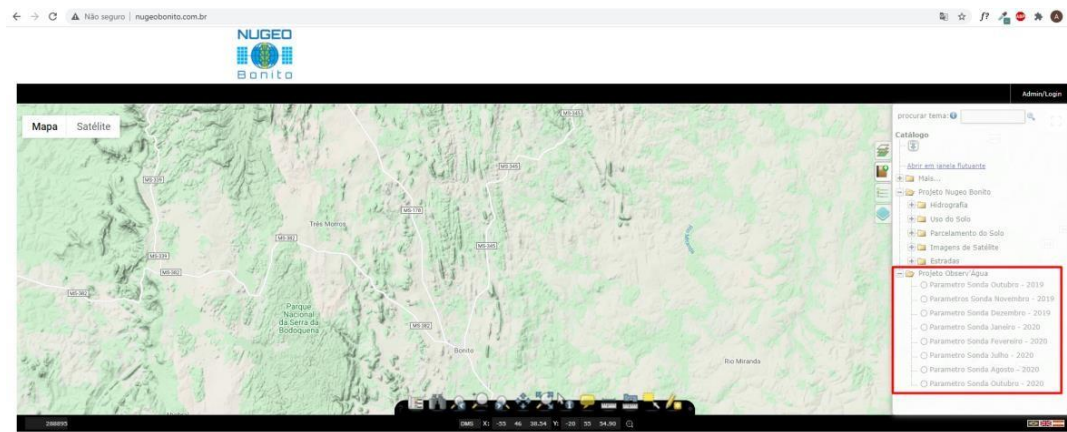 Não seguro | nugeobonito.com.br
NUGEO
Bonito
Admin/Login
Mapa Satélite
procurar tema:
Catálogo
Abrir em janela flutuante
Projeto Nugeo Bonito
Hidrografia
Uso do Solo
Parcelamento do Solo
Imagens de Satélite
Estradas
Projeto Observ Água
Parametro Sonda Outubro - 2019
Parametros Sonda Novembro - 2019
Parametro Sonda Dezembro - 2019
Parametro Sonda Janeiro - 2020
Parametro Sonda Fevereiro - 2020
Parametro Sonda Julho - 2020
Parametro Sonda Agosto - 2020
Parametro Sonda Outubro - 2020
MS-345
MS-345
MS-339
MS-178
Três Morros
MS-382
MS-345
MS-339
MS-382
MS-382
Parque
Nacional
da Serra da
Bodoquena
MS-382
Bonito
Rio Miranda
288895
DMS X: -55 46 38.54 Y: -20 55 54.90